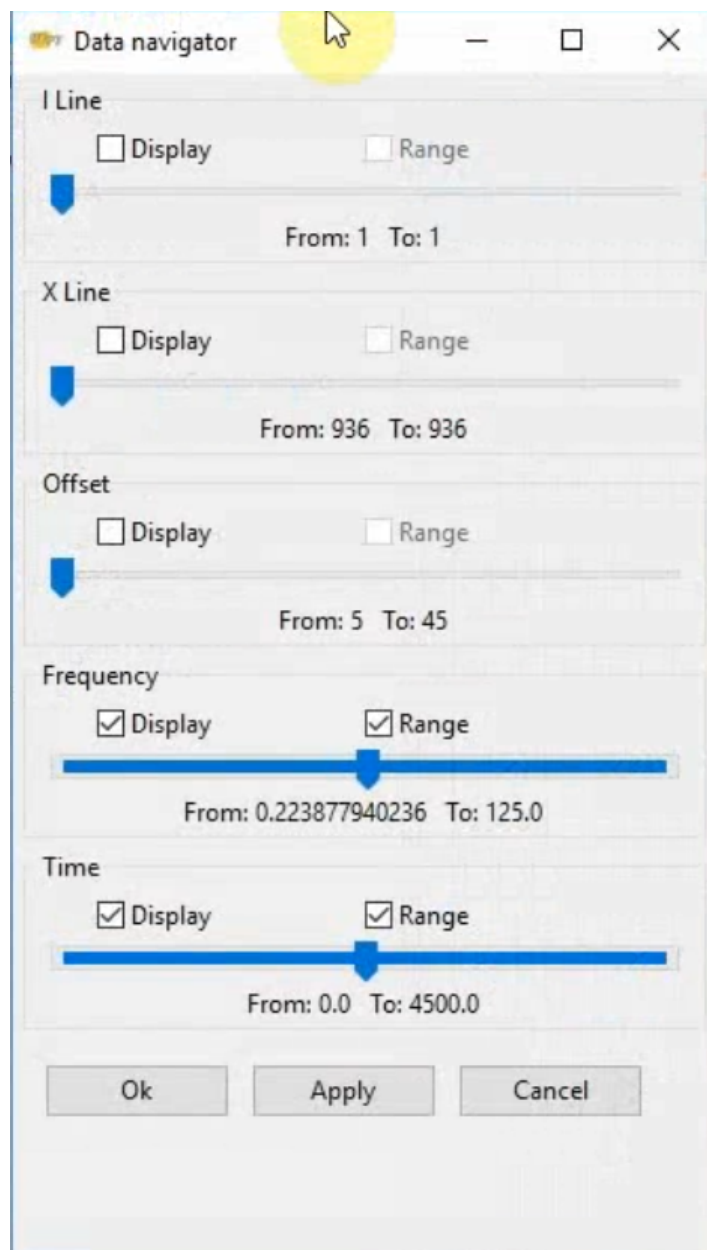 Data navigator
I Line
Display Range
From: 1 To: 1
X Line
Display Range
From: 936 To: 936
Offset
Display Range
From: 5 To: 45
Frequency
Display Range
From: 0.223877940236 To: 125.0
Time
Display Range
From: 0.0 To: 4500.0
Ok Apply Cancel